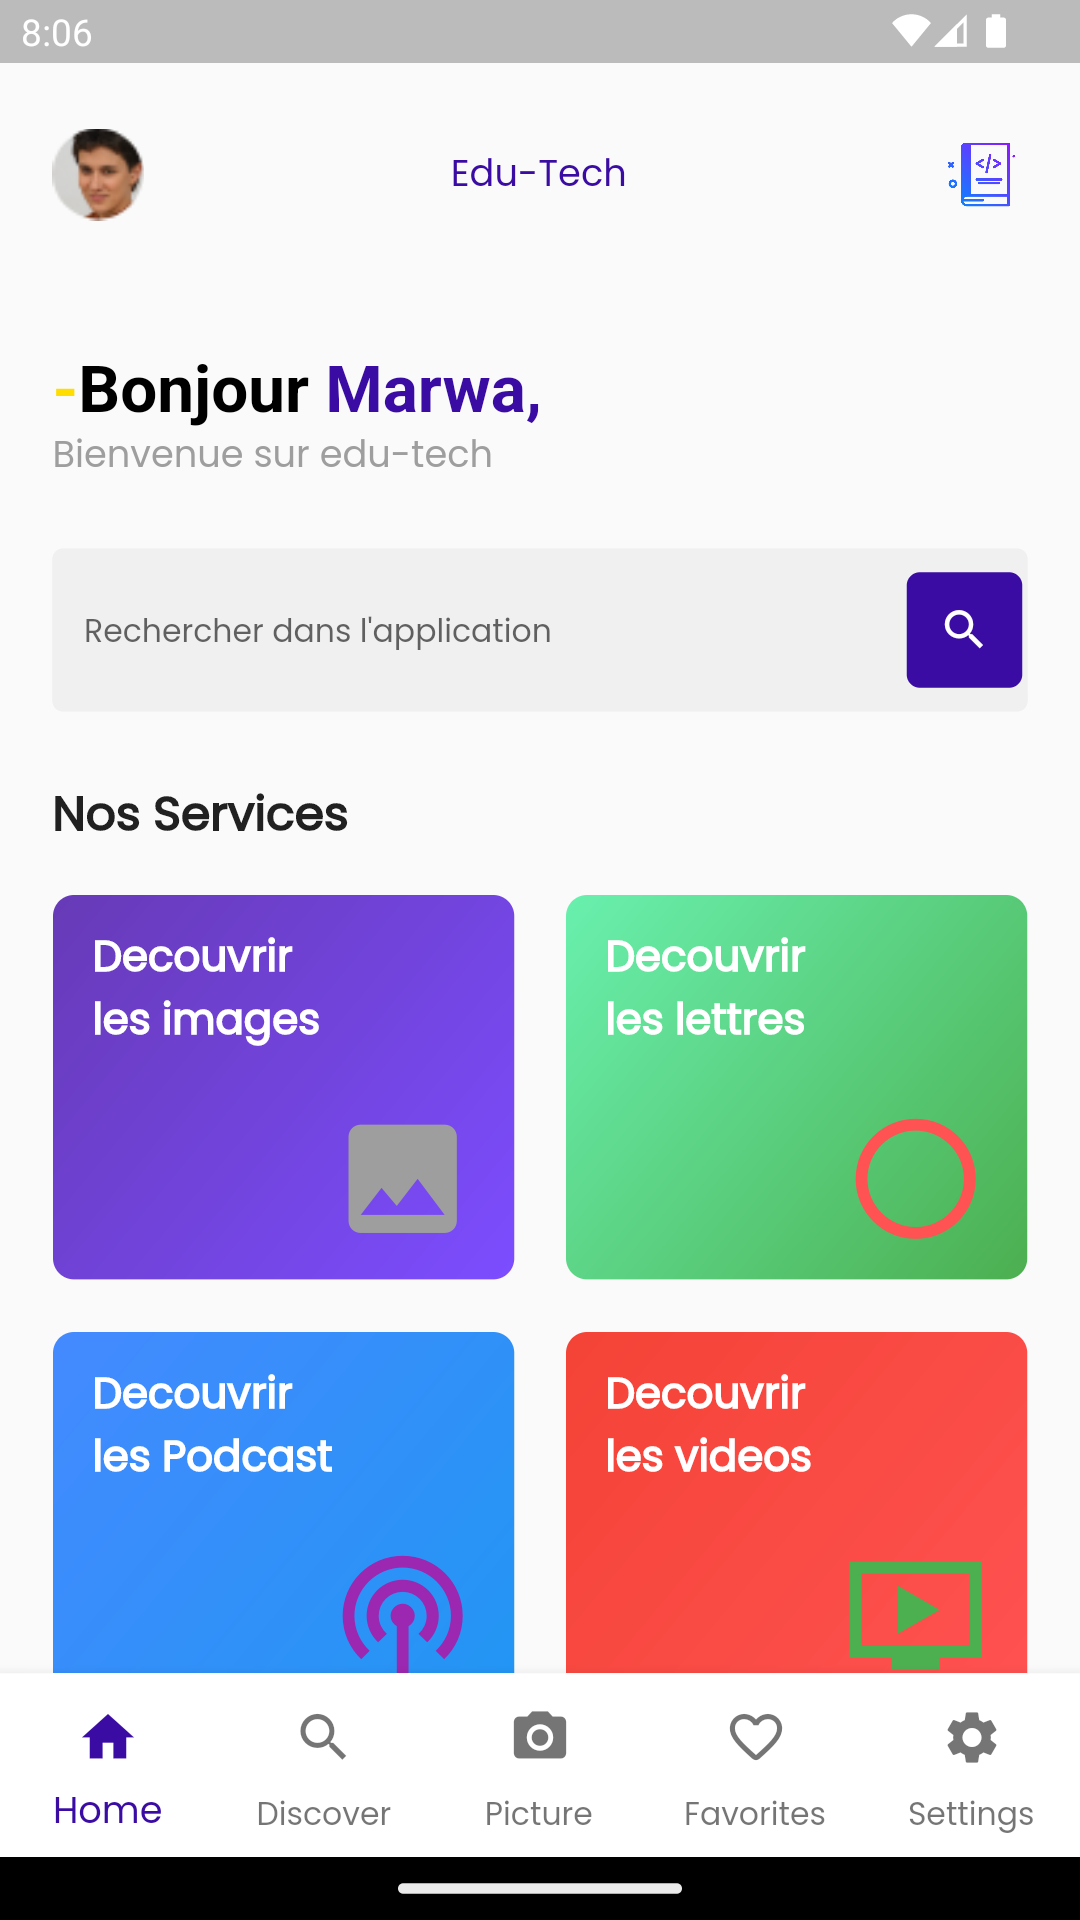 8:06
Edu-Tech
</>
-Bonjour Marwa,
Bienvenue sur edu-tech
Rechercher dans l'application
Nos Services
Decouvrir
les images
Decouvrir
les lettres
Decouvrir
les Podcast
Decouvrir
les videos
Home
Discover
Picture
Favorites
Settings